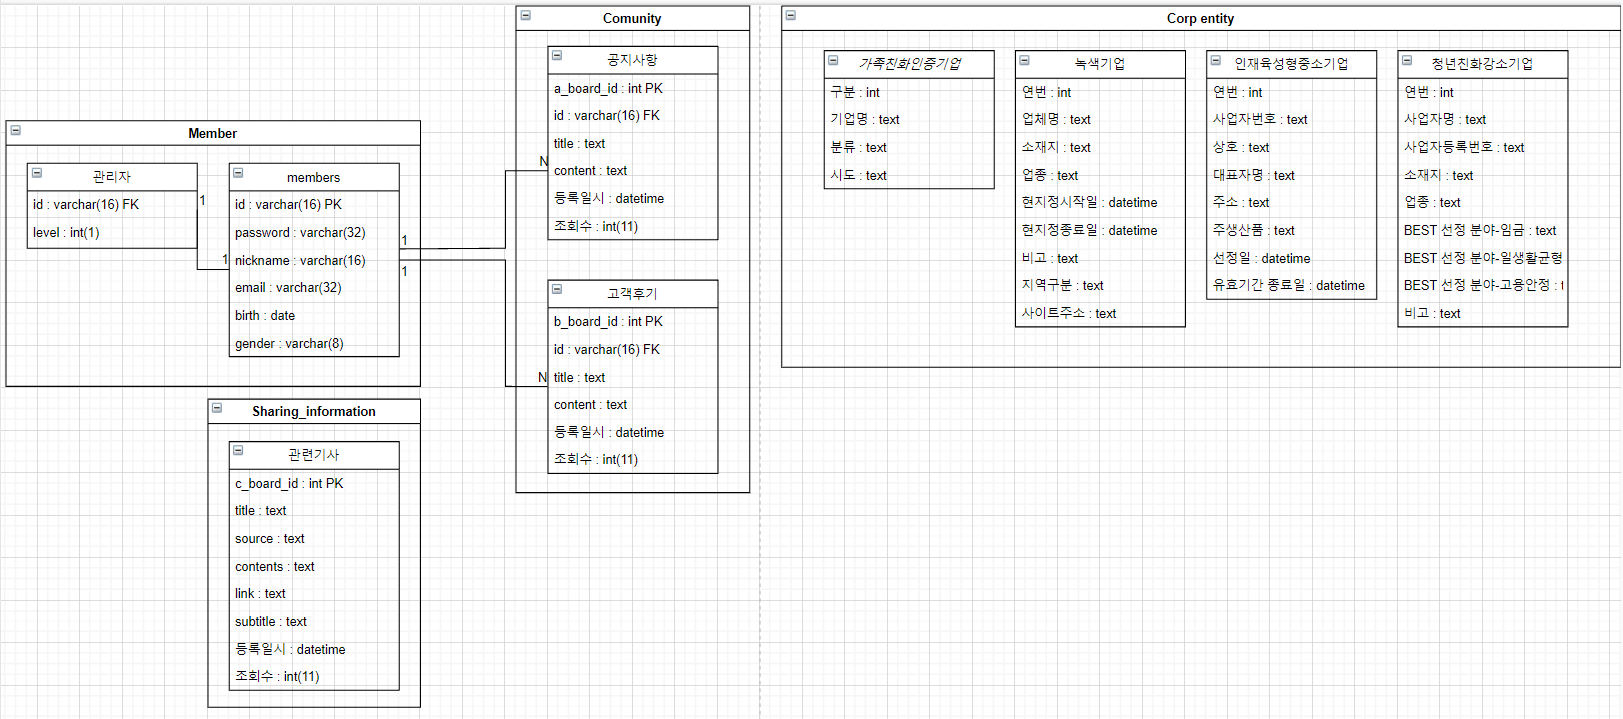 Member
관리자
id : varchar(16) FK
level : int(1)
1
1
members
id : varchar(16) PK
password : varchar(32)
nickname : varchar(16)
email : varchar(32)
birth : date
gender : varchar(8)
1
1
Sharing_information
관련기사
c_board_id : int PK
title : text
source : text
contents : text
link : text
subtitle : text
등록일시 : datetime
조회수 : int(11)
Comunity
공지사항
a_board_id : int PK
id : varchar(16) FK
title : text
N
content : text
등록일시 : datetime
조회수 : int(11)
고객후기
b_board_id : int PK
id : varchar(16) FK
N
title : text
content : text
등록일시 : datetime
조회수 : int(11)
Corp entity
가족친화인증기업
구분 : int
기업명 : text
분류 : text
시도 : text
녹색기업
연번 : int
업체명 : text
소재지 : text
업종 : text
현지정시작일 : datetime
현지정종료일 : datetime
비고 : text
지역구분 : text
사이트주소 : text
인재육성형중소기업
연번 : int
사업자번호 : text
상호 : text
대표자명 : text
주소 : text
주생산품 : text
선정일 : datetime
유효기간 종료일 : datetime
청년친화강소기업
연번 : int
사업자명 : text
사업자등록번호 : text
소재지 : text
업종 : text
BEST 선정 분야-임금 : text
BEST 선정 분야-일생활균형
BEST 선정 분야-고용안정 : t
비고 : text